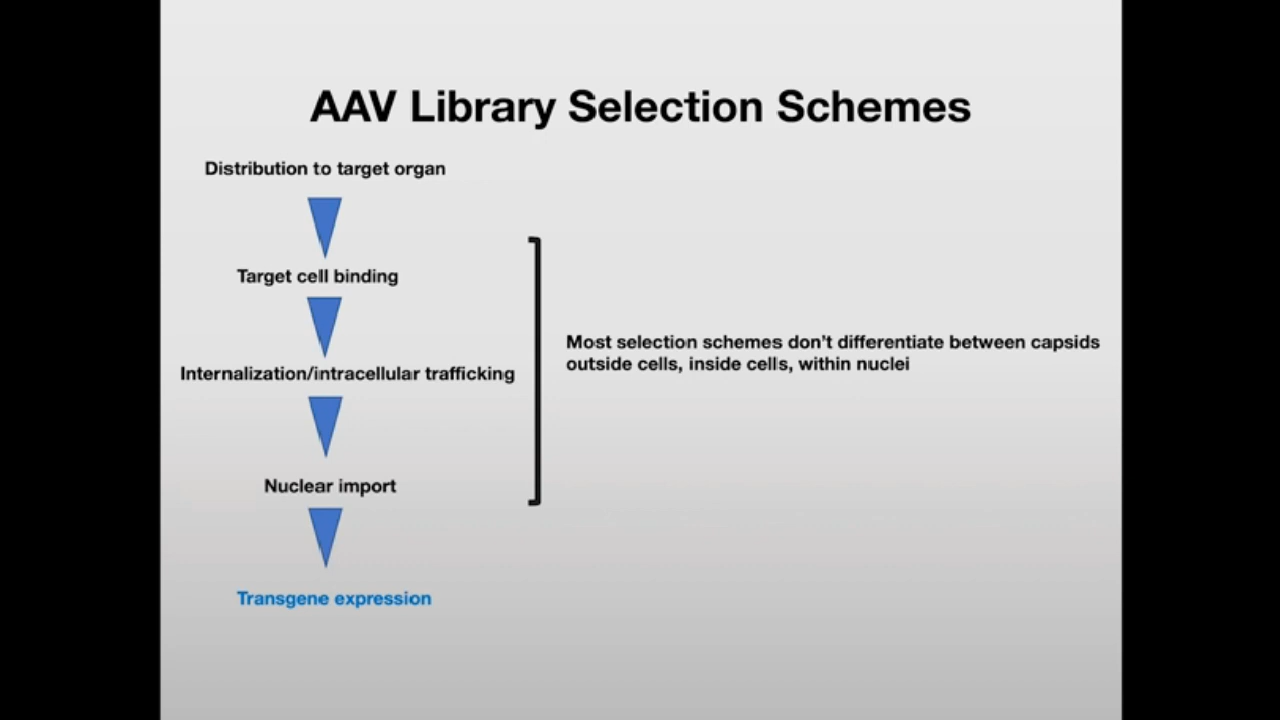 AAV Library Selection Schemes
Distribution to target organ
Target cell binding
Internalization/intracellular trafficking
Nuclear import
Transgene expression
Most selection schemes don't differentiate between capsids
outside cells, inside cells, within nuclei